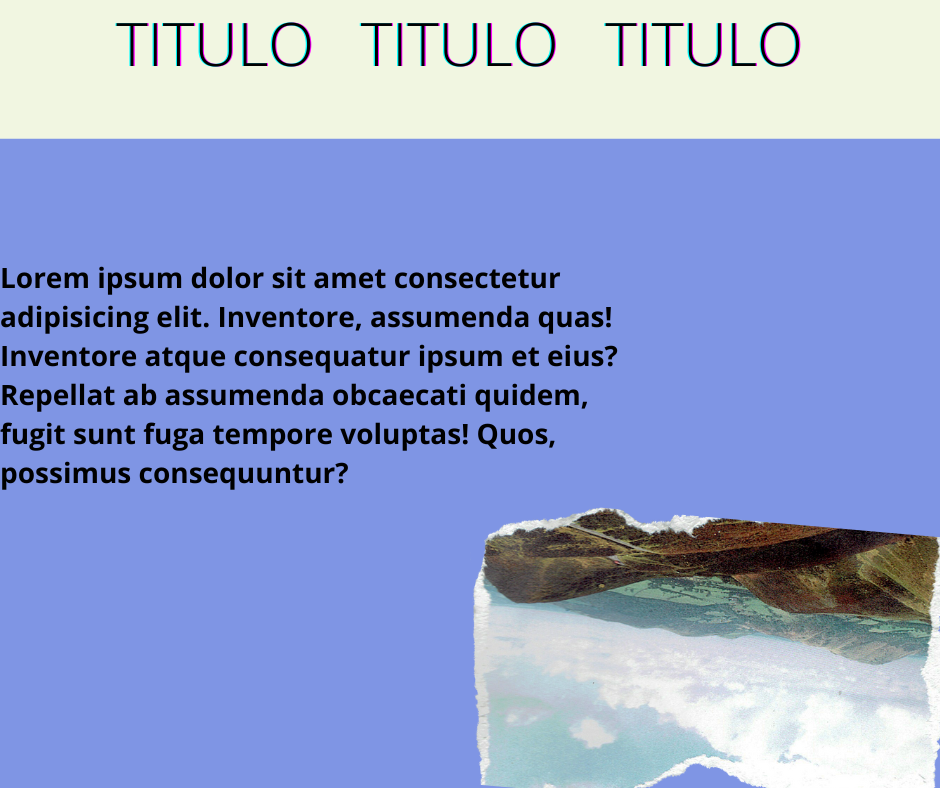 TITULO TITULO TITULO
Lorem ipsum dolor sit amet consectetur
adipisicing elit. Inventore, assumenda quas!
Inventore atque consequatur ipsum et eius?
Repellat ab assumenda obcaecati quidem,
fugit sunt fuga tempore voluptas! Quos,
possimus consequuntur?